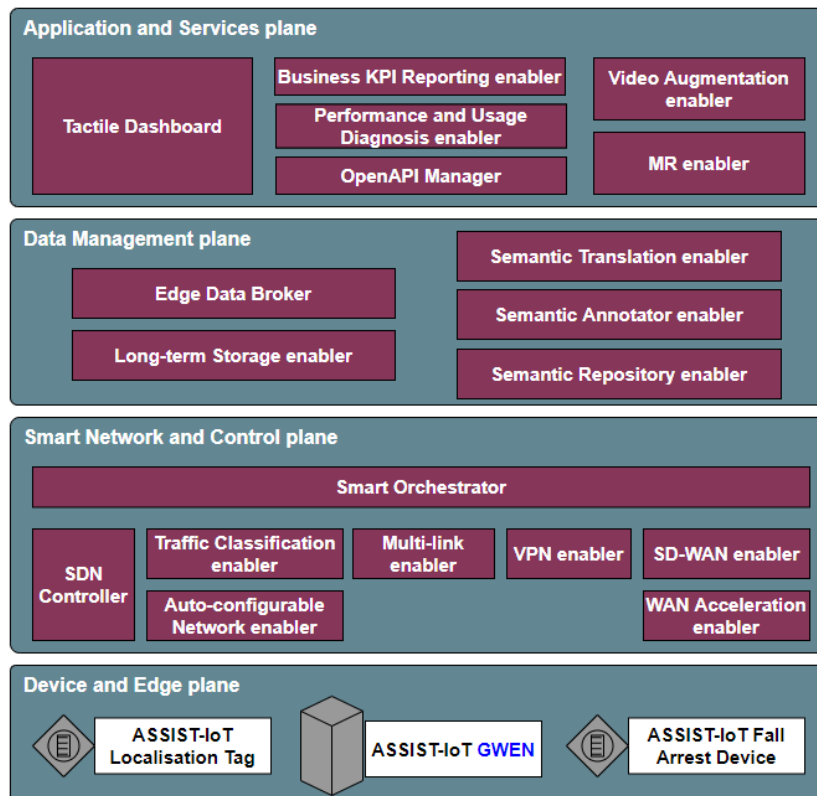 Application and Services plane
Tactile Dashboard
Business KPI Reporting enabler
Performance and Usage
Diagnosis enabler
OpenAPI Manager
Video Augmentation
enabler
MR enabler
Data Management plane
Edge Data Broker
Long-term Storage enabler
Semantic Translation enabler
Semantic Annotator enabler
Semantic Repository enabler
Smart Network and Control plane
Smart Orchestrator
SDN
Controller
Traffic Classification
enabler
Auto-configurable
Network enabler
Multi-link
enabler
VPN enabler
SD-WAN enabler
WAN Acceleration
enabler
Device and Edge plane
ASSIST-IoT
Localisation Tag
ASSIST-IoT GWEN
ASSIST-IoT Fall
Arrest Device